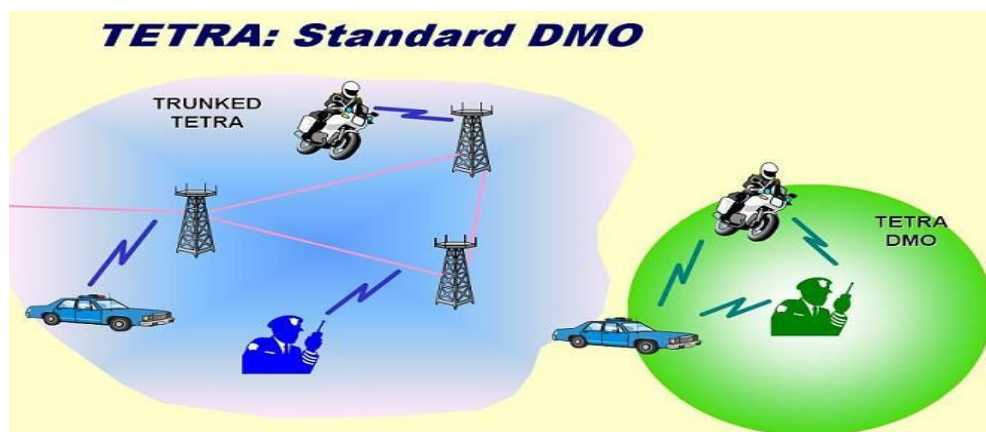 TETRA: Standard DMO
TRUNKED
TETRA
TETRA
DMO